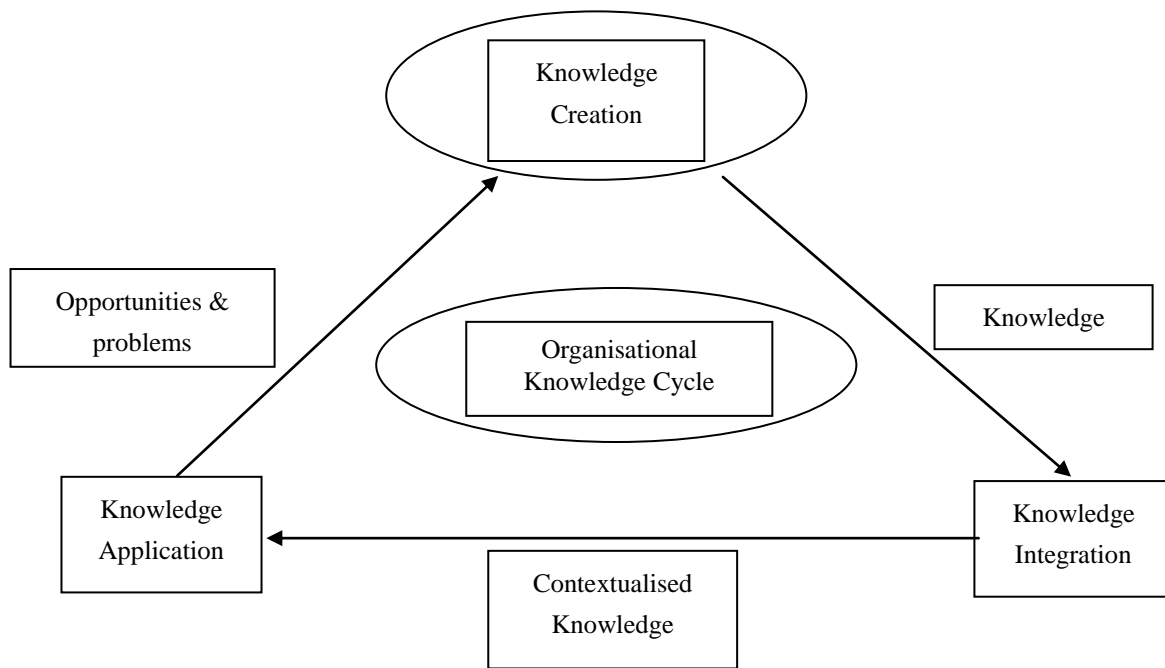 Knowledge
Creation
Opportunities &
problems
Knowledge
Organisational
Knowledge Cycle
Knowledge
Application
Knowledge
Integration
Contextualised
Knowledge